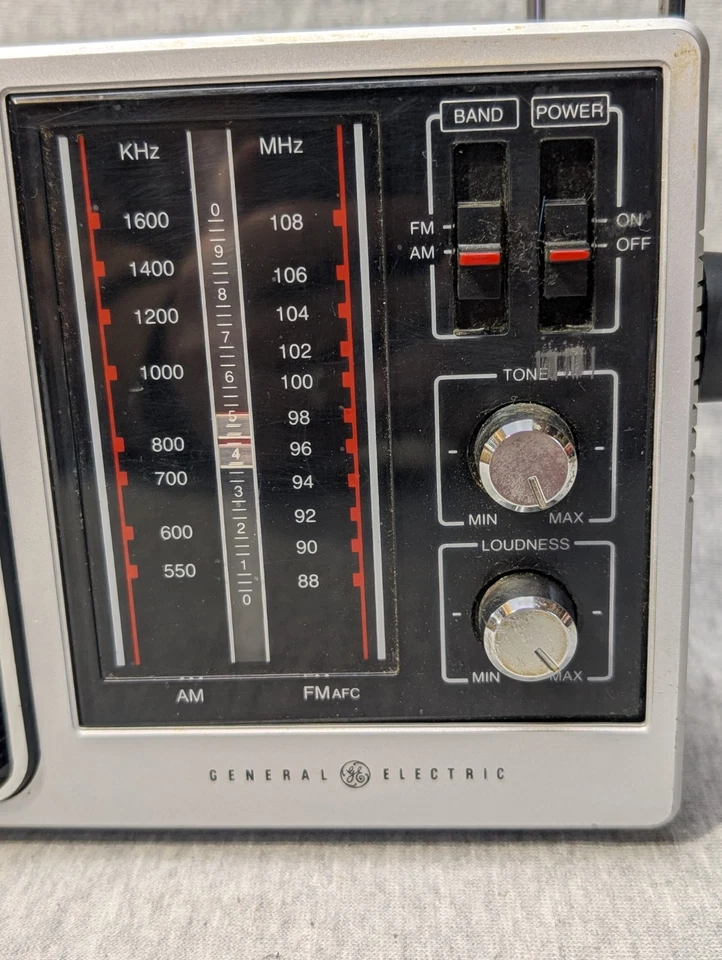 BAND POWER
KHz MHz
FM ON
AM OFF
1600 0 108
9
1400 8 106
1200 7 104
102
1000 6 100
TONE
5 98
800 4 96
700 3 94
MIN MAX
2 92
600
1 90
LOUDNESS
550 0 88
MIN MAX
AM FM AFC
GENERAL GE ELECTRIC